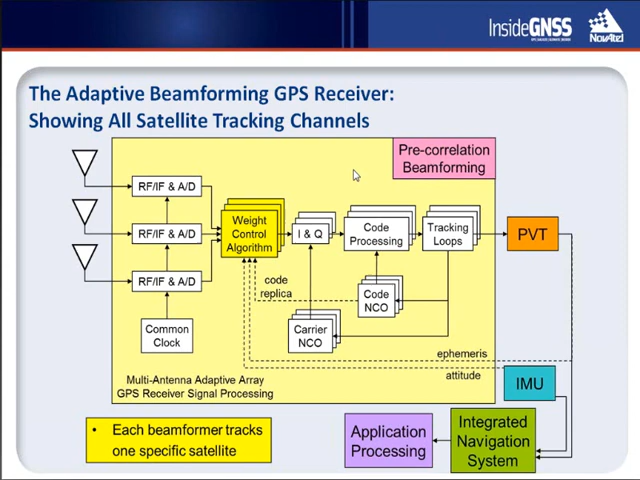 InsideGNSS
NovAtel
The Adaptive Beamforming GPS Receiver:
Showing All Satellite Tracking Channels
Pre-correlation
Beamforming
RF/IF & A/D
RF/IF & A/D
RF/IF & A/D
Common
Clock
Weight
Control
Algorithm
I & Q
Code
Processing
Tracking
Loops
PVT
code
replica
Code
NCO
Carrier
NCO
ephemeris
attitude
Multi-Antenna Adaptive Array
GPS Receiver Signal Processing
IMU
• Each beamformer tracks
one specific satellite
Application
Processing
Integrated
Navigation
System